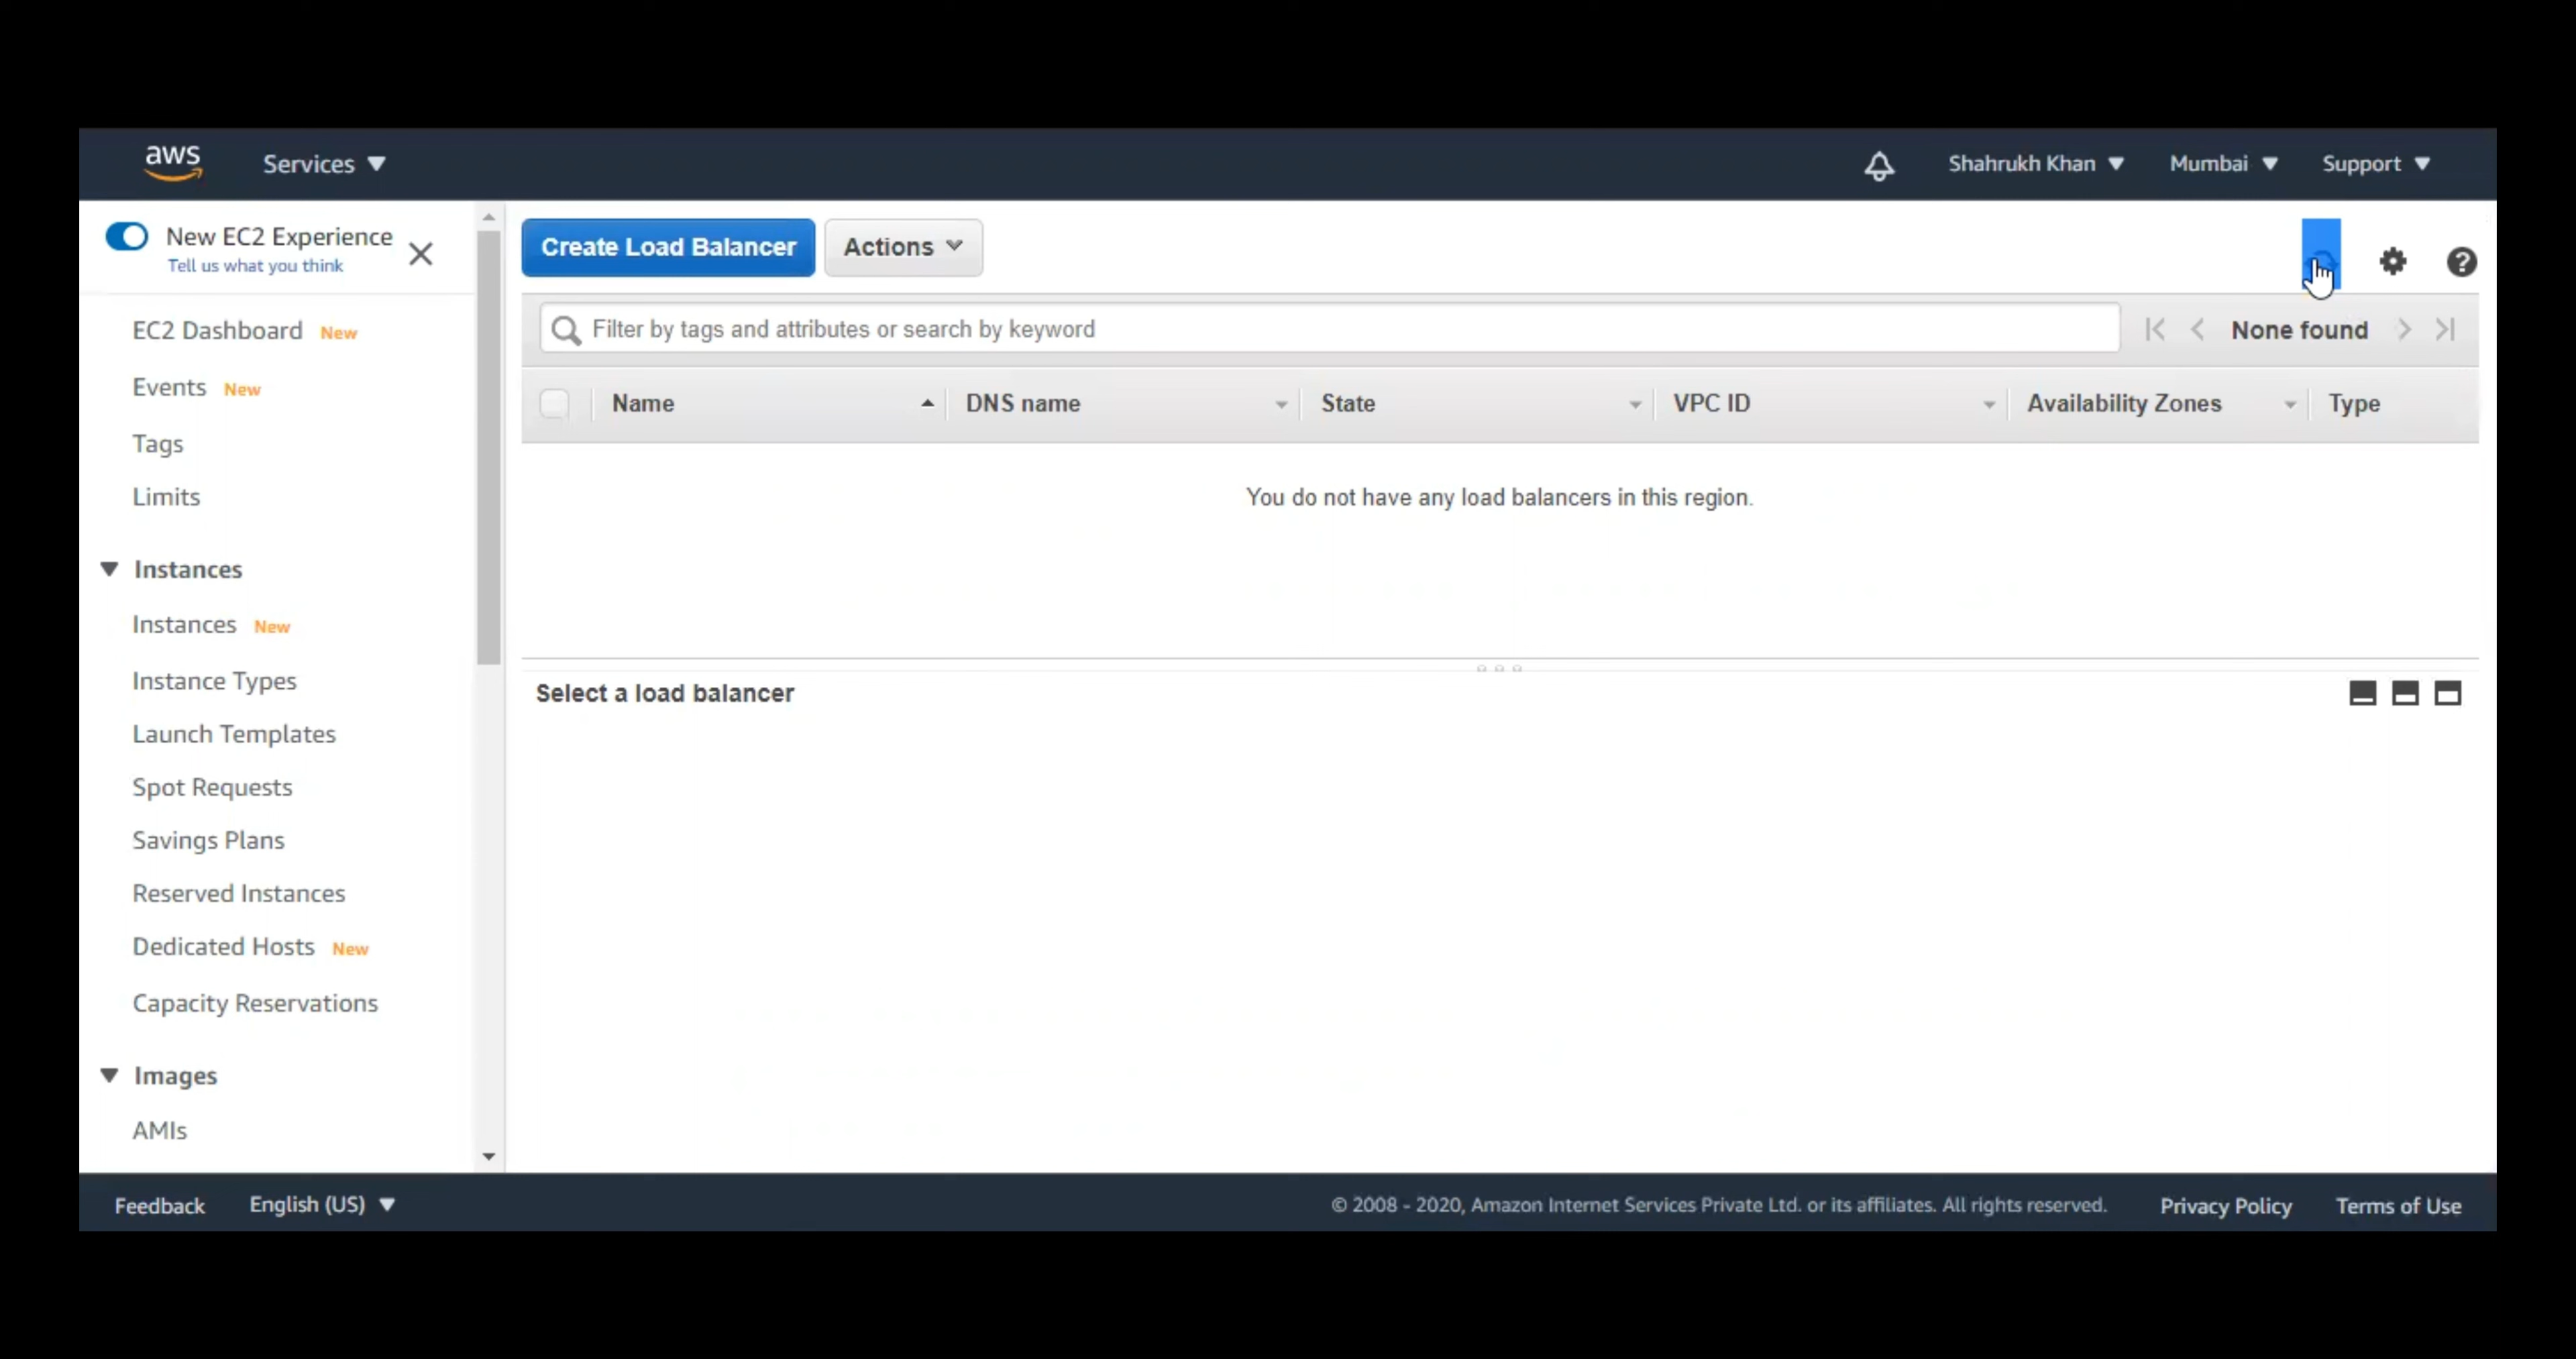 aws Services Shahrukh Khan Mumbai Support
New EC2 Experience
Tell us what you think
Create Load Balancer Actions
Filter by tags and attributes or search by keyword None found
Name DNS name State VPC ID Availability Zones Type
You do not have any load balancers in this region.
Select a load balancer
EC2 Dashboard New
Events New
Tags
Limits
Instances
Instances New
Instance Types
Launch Templates
Spot Requests
Savings Plans
Reserved Instances
Dedicated Hosts New
Capacity Reservations
Images
AMIs
Feedback English (US) © 2008 - 2020, Amazon Internet Services Private Ltd. or its affiliates. All rights reserved. Privacy Policy Terms of Use